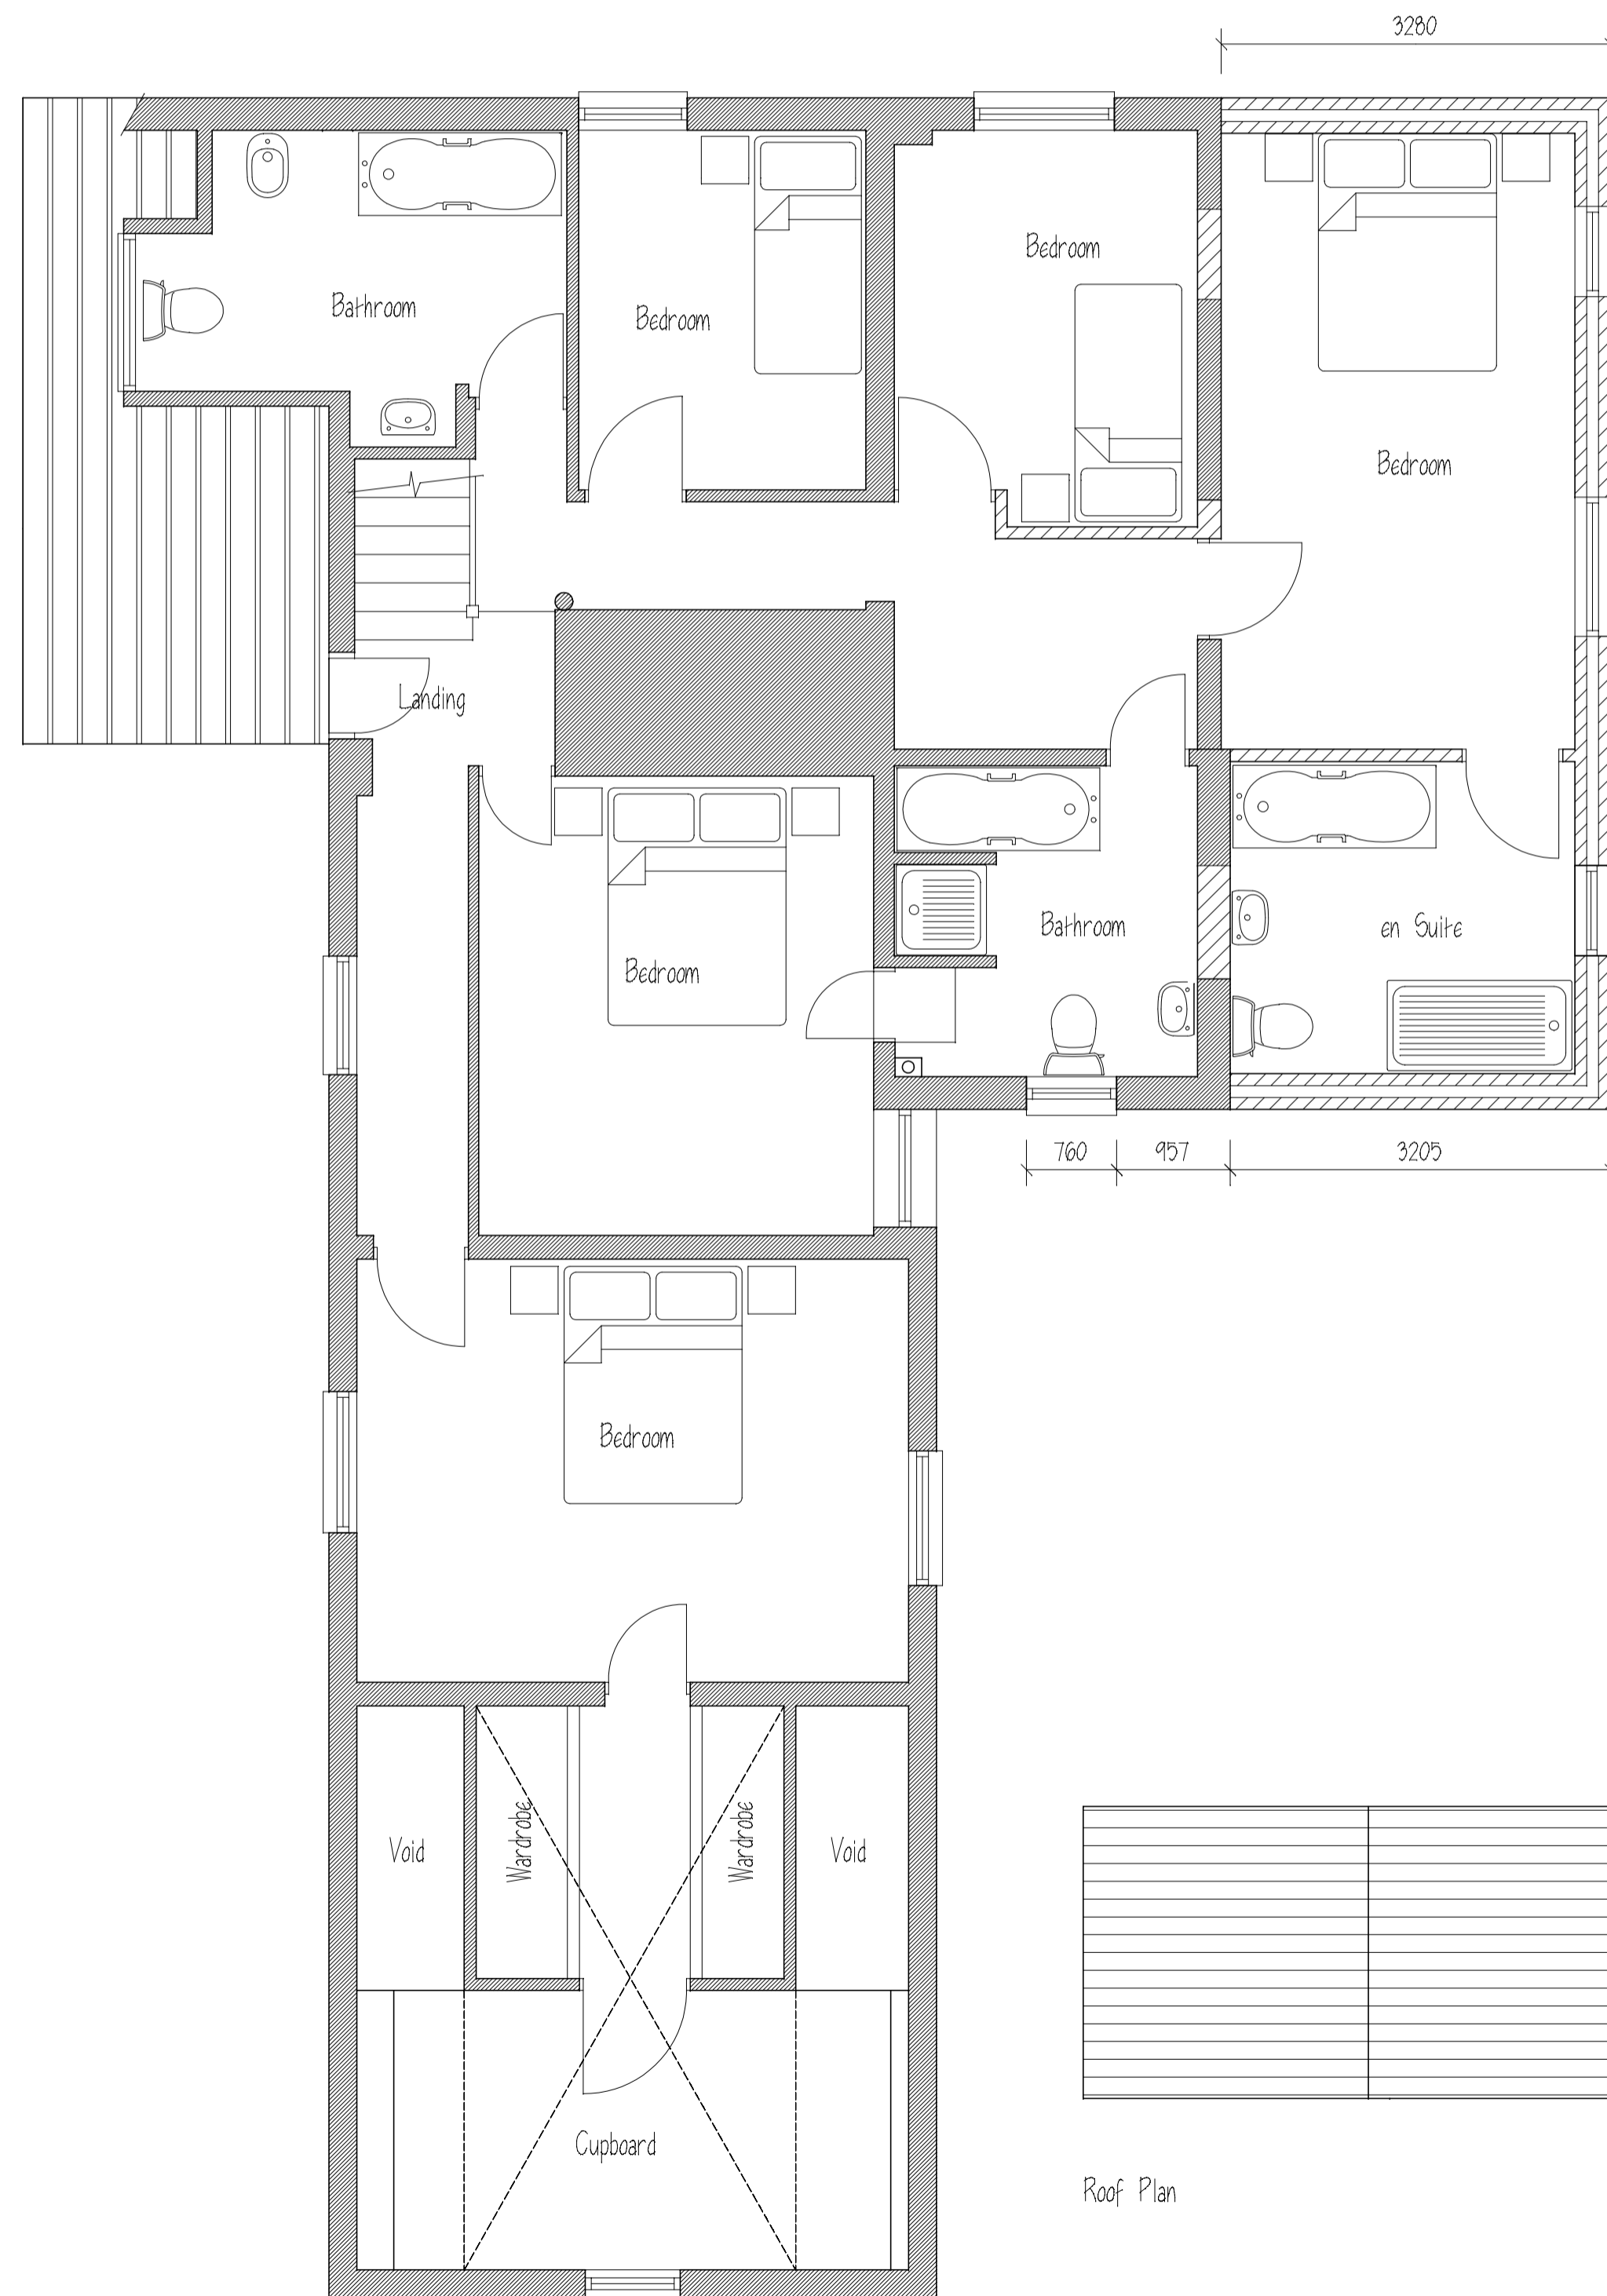 3280
Bedroom
Bathroom
Bedroom
Bedroom
Landing
Bathroom
en Suite
Bedroom
760
957
3205
Bedroom
Wardrobe
Wardrobe
Void
Void
Cupboard
Roof Plan